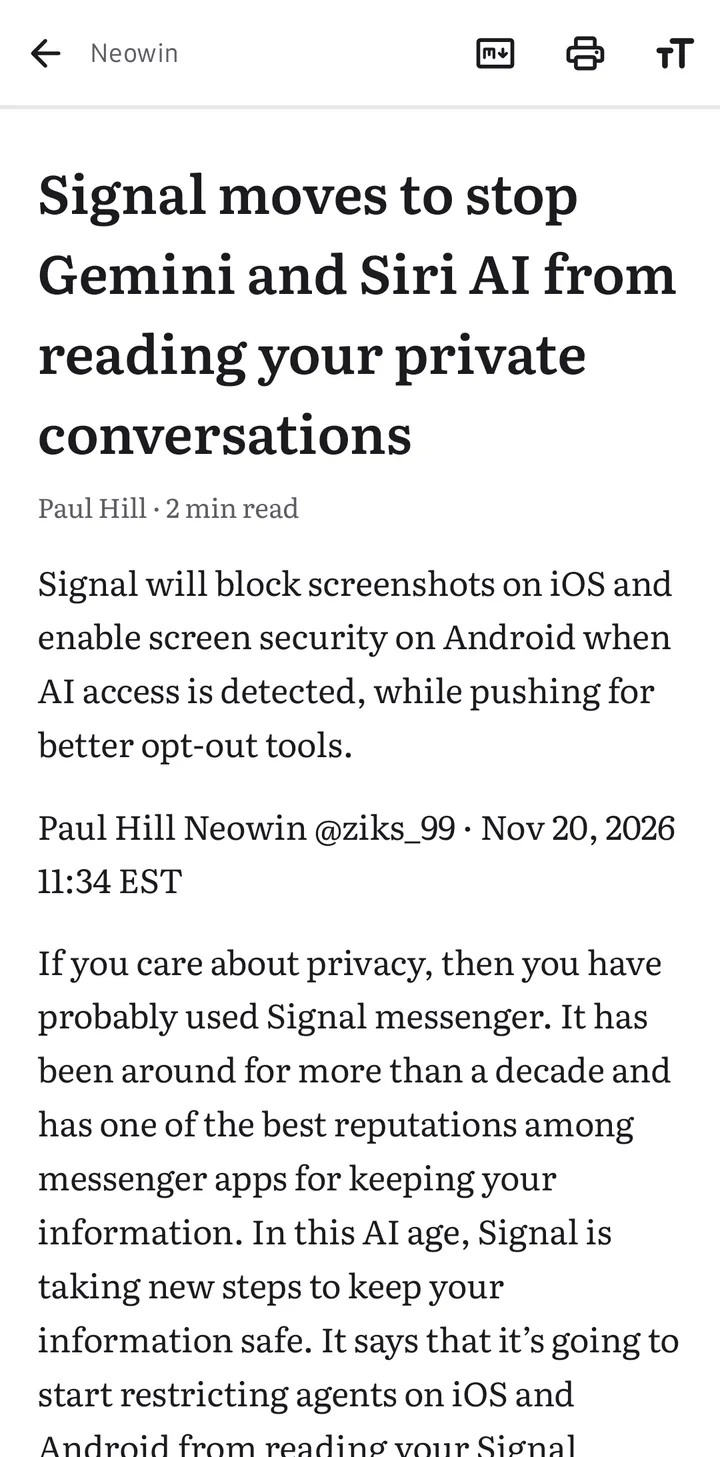 Neowin
Signal moves to stop
Gemini and Siri AI from
reading your private
conversations
Paul Hill · 2 min read
Signal will block screenshots on iOS and
enable screen security on Android when
AI access is detected, while pushing for
better opt-out tools.
Paul Hill Neowin @ziks_99 · Nov 20, 2026
11:34 EST
If you care about privacy, then you have
probably used Signal messenger. It has
been around for more than a decade and
has one of the best reputations among
messenger apps for keeping your
information. In this AI age, Signal is
taking new steps to keep your
information safe. It says that it’s going to
start restricting agents on iOS and
Android from reading your Signal